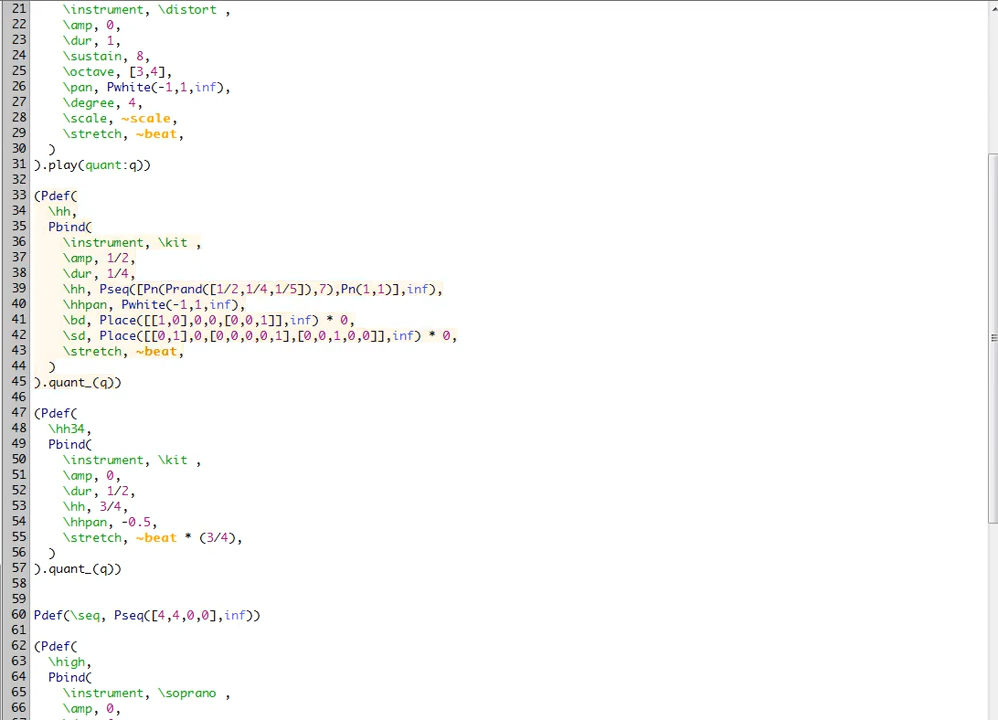 21 \instrument, \distort ,
22 \amp, 0,
23 \dur, 1,
24 \sustain, 8,
25 \octave, [3,4],
26 \pan, Pwhite(-1,1,inf),
27 \degree, 4,
28 \scale, ~scale,
29 \stretch, ~beat,
30 )
31 ).play(quant:q))
32
33 (Pdef(
34 \hh,
35 Pbind(
36 \instrument, \kit ,
37 \amp, 1/2,
38 \dur, 1/4,
39 \hh, Pseq([Pn(Prand([1/2,1/4,1/5]),7),Pn(1,1)],inf),
40 \hhpan, Pwhite(-1,1,inf),
41 \bd, Place([[1,0],0,0,[0,0,1]],inf) * 0,
42 \sd, Place([[0,1],0,[0,0,0,0,1],[0,0,1,0,0]],inf) * 0,
43 \stretch, ~beat,
44 )
45 ).quant_(q))
46
47 (Pdef(
48 \hh34,
49 Pbind(
50 \instrument, \kit ,
51 \amp, 0,
52 \dur, 1/2,
53 \hh, 3/4,
54 \hhpan, -0.5,
55 \stretch, ~beat * (3/4),
56 )
57 ).quant_(q))
58
59
60 Pdef(\seq, Pseq([4,4,0,0],inf))
61
62 (Pdef(
63 \high,
64 Pbind(
65 \instrument, \soprano ,
66 \amp, 0,